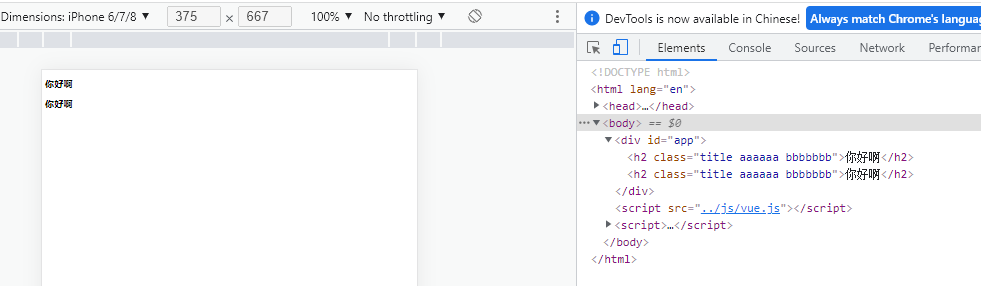 Dimensions: iPhone 6/7/8 ▼ 375 × 667 100% ▼ No throttling ▼
你好啊
你好啊
DevTools is now available in Chinese! Always match Chrome's langua
Elements Console Sources Network Performan
<!DOCTYPE html>
<html lang="en">
▶<head>…</head>
▼<body> == $0
▼<div id="app">
<h2 class="title aaaaaa bbbbbbb">你好啊</h2>
<h2 class="title aaaaaa bbbbbbb">你好啊</h2>
</div>
<script src="../js/vue.js"></script>
▶<script>…</script>
</body>
</html>